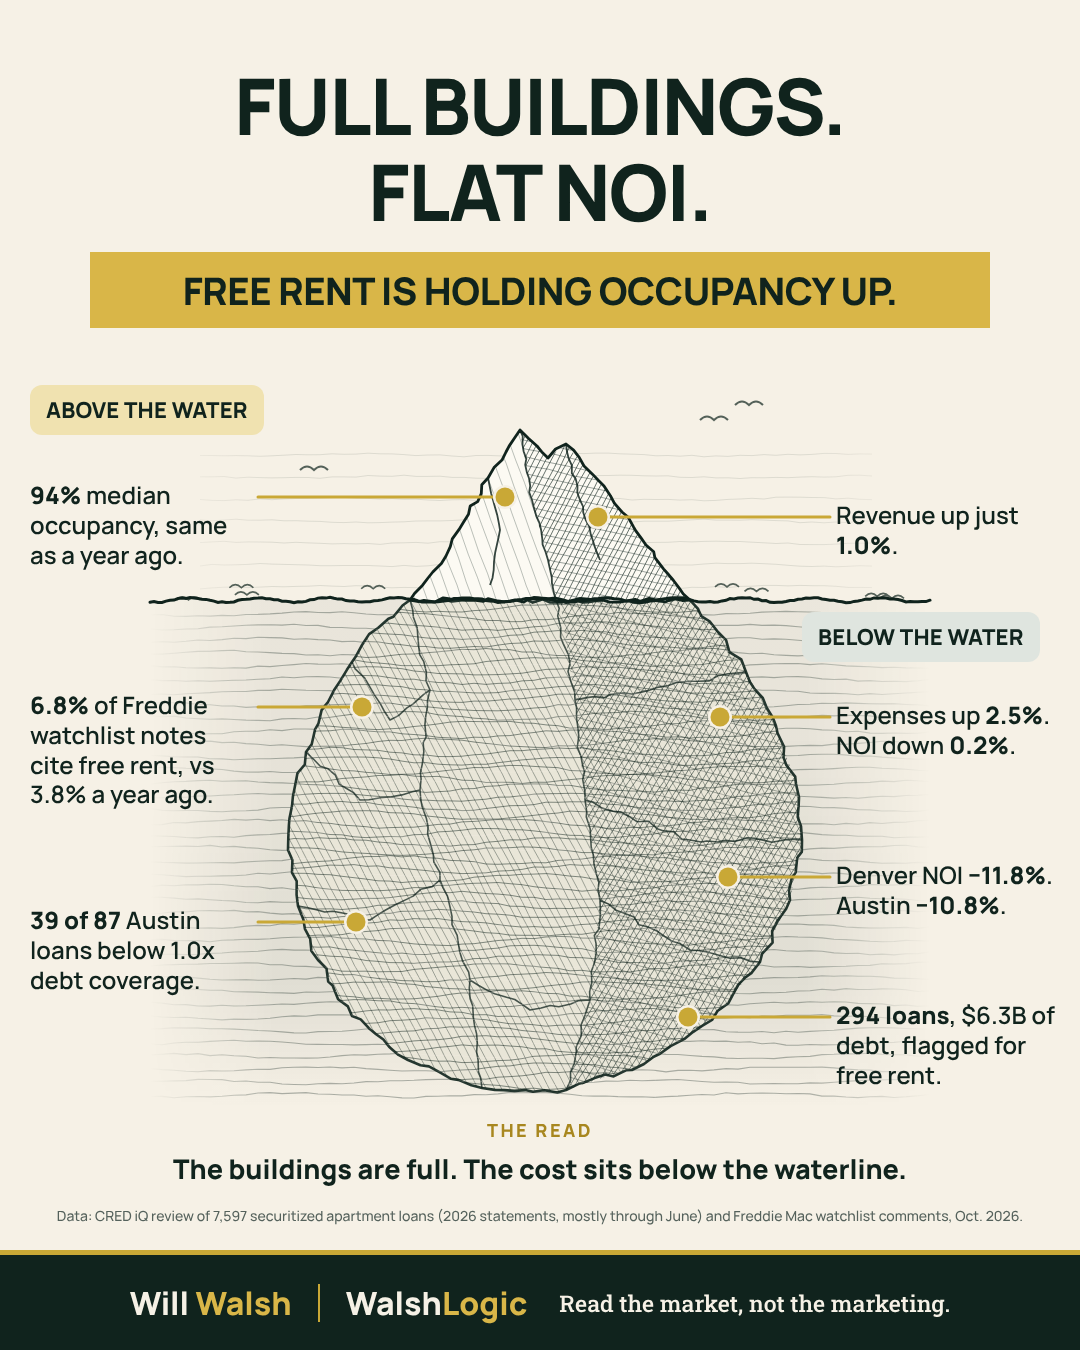 FULL BUILDINGS.
FLAT NOI.
FREE RENT IS HOLDING OCCUPANCY UP.
ABOVE THE WATER
94% median
occupancy, same
as a year ago.
Revenue up just
1.0%.
BELOW THE WATER
6.8% of Freddie
watchlist notes
cite free rent, vs
3.8% a year ago.
Expenses up 2.5%.
NOI down 0.2%.
39 of 87 Austin
loans below 1.0x
debt coverage.
Denver NOI −11.8%.
Austin −10.8%.
294 loans, $6.3B of
debt, flagged for
free rent.
THE READ
The buildings are full. The cost sits below the waterline.
Data: CRED iQ review of 7,597 securitized apartment loans (2026 statements, mostly through June) and Freddie Mac watchlist comments, Oct. 2026.
Will Walsh | WalshLogic Read the market, not the marketing.